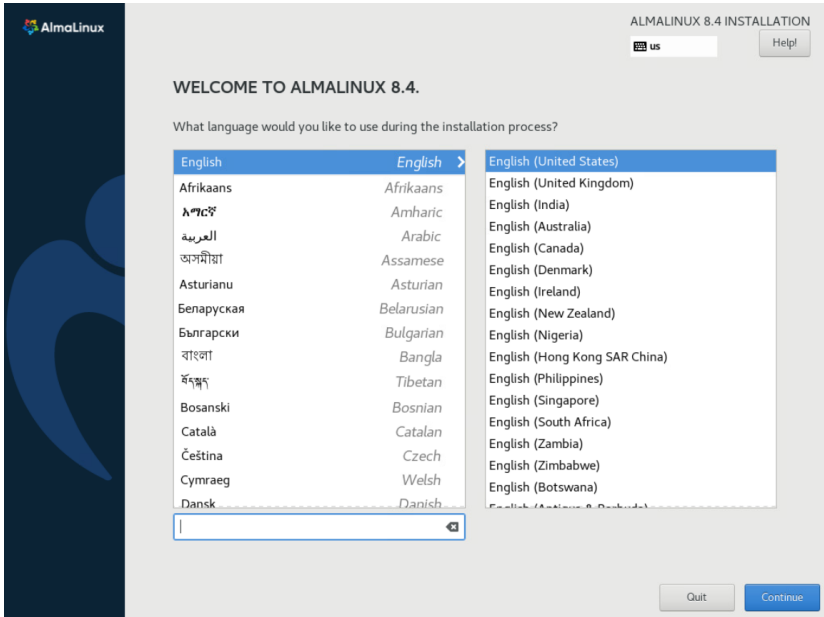 AlmaLinux
ALMALINUX 8.4 INSTALLATION
us
Help!
WELCOME TO ALMALINUX 8.4.
What language would you like to use during the installation process?
English English
Afrikaans Afrikaans
አማርኛ Amharic
العربية Arabic
অসমীয়া Assamese
Asturianu Asturian
Беларуская Belarusian
Български Bulgarian
বাংলা Bangla
བོད་སྐད་ Tibetan
Bosanski Bosnian
Català Catalan
Čeština Czech
Cymraeg Welsh
Dansk Danish
English (United States)
English (United Kingdom)
English (India)
English (Australia)
English (Canada)
English (Denmark)
English (Ireland)
English (New Zealand)
English (Nigeria)
English (Hong Kong SAR China)
English (Philippines)
English (Singapore)
English (South Africa)
English (Zambia)
English (Zimbabwe)
English (Botswana)
English (Antigua & Barbuda)
Quit
Continue